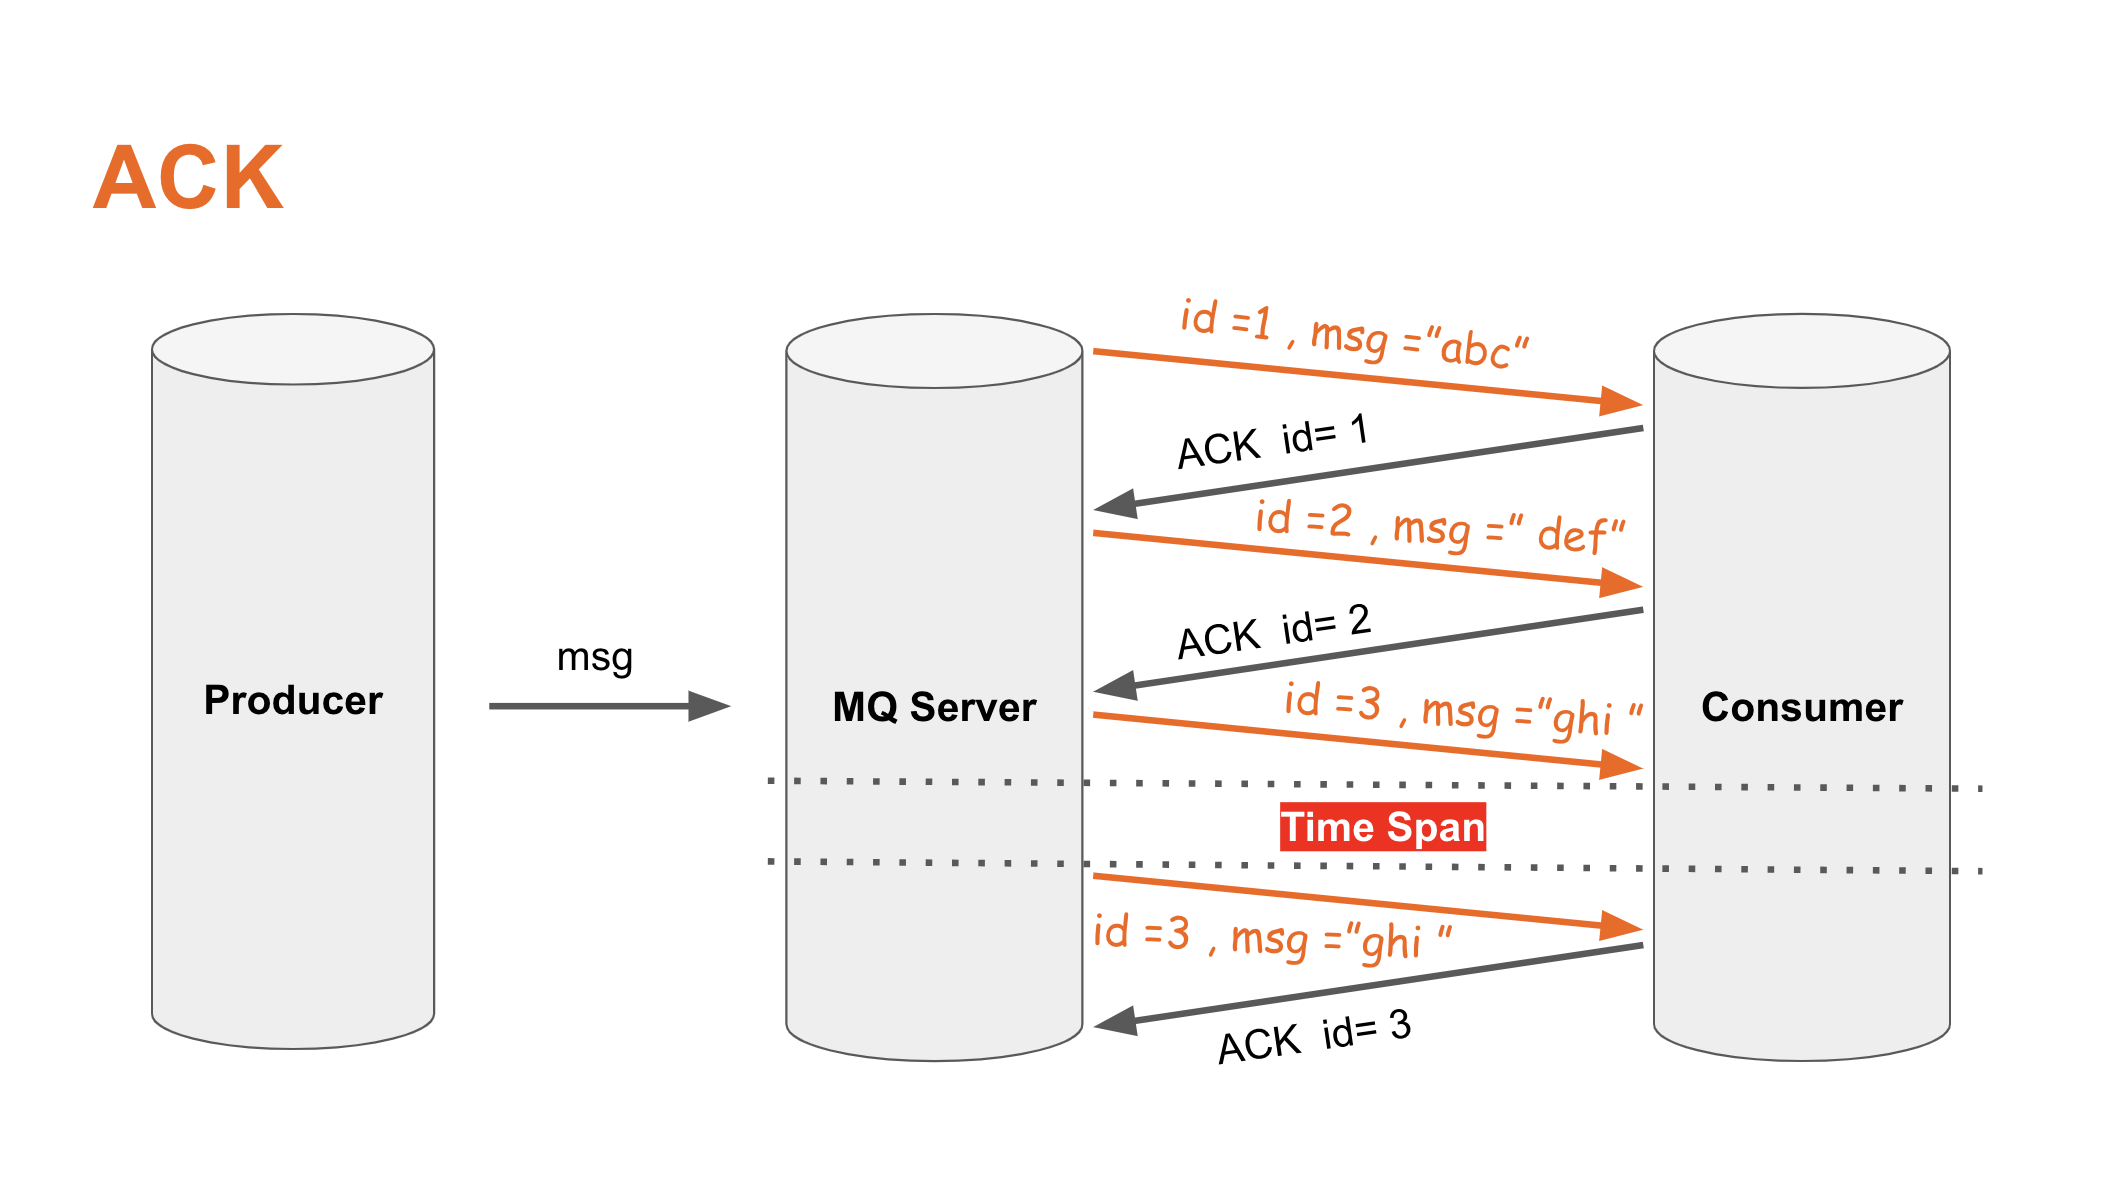 ACK
id =1 , msg ="abc"
ACK  id= 1
id =2 , msg =" def"
ACK  id= 2
msg
id =3 , msg ="ghi "
Producer
MQ Server
Consumer
Time Span
id =3 , msg ="ghi "
ACK  id= 3